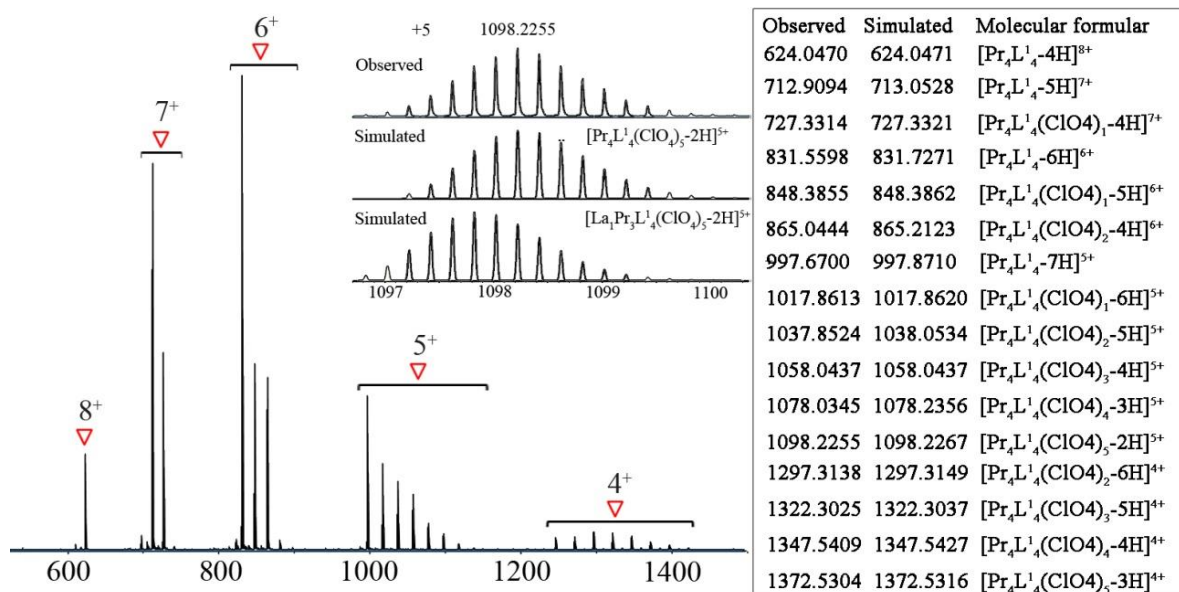 6⁺
7⁺
8⁺
5⁺
4⁺
600 800 1000 1200 1400
+5 1098.2255
Observed
Simulated [Pr₄L¹₄(ClO₄)₅-2H]⁵⁺
Simulated [La₁Pr₃L¹₄(ClO₄)₅-2H]⁵⁺
1097 1098 1099 1100
Observed Simulated Molecular formular
624.0470 624.0471 [Pr₄L¹₄-4H]⁸⁺
712.9094 713.0528 [Pr₄L¹₄-5H]⁷⁺
727.3314 727.3321 [Pr₄L¹₄(ClO4)₁-4H]⁷⁺
831.5598 831.7271 [Pr₄L¹₄-6H]⁶⁺
848.3855 848.3862 [Pr₄L¹₄(ClO4)₁-5H]⁶⁺
865.0444 865.2123 [Pr₄L¹₄(ClO4)₂-4H]⁶⁺
997.6700 997.8710 [Pr₄L¹₄-7H]⁵⁺
1017.8613 1017.8620 [Pr₄L¹₄(ClO4)₁-6H]⁵⁺
1037.8524 1038.0534 [Pr₄L¹₄(ClO4)₂-5H]⁵⁺
1058.0437 1058.0437 [Pr₄L¹₄(ClO4)₃-4H]⁵⁺
1078.0345 1078.2356 [Pr₄L¹₄(ClO4)₄-3H]⁵⁺
1098.2255 1098.2267 [Pr₄L¹₄(ClO4)₅-2H]⁵⁺
1297.3138 1297.3149 [Pr₄L¹₄(ClO4)₂-6H]⁴⁺
1322.3025 1322.3037 [Pr₄L¹₄(ClO4)₃-5H]⁴⁺
1347.5409 1347.5427 [Pr₄L¹₄(ClO4)₄-4H]⁴⁺
1372.5304 1372.5316 [Pr₄L¹₄(ClO4)₅-3H]⁴⁺